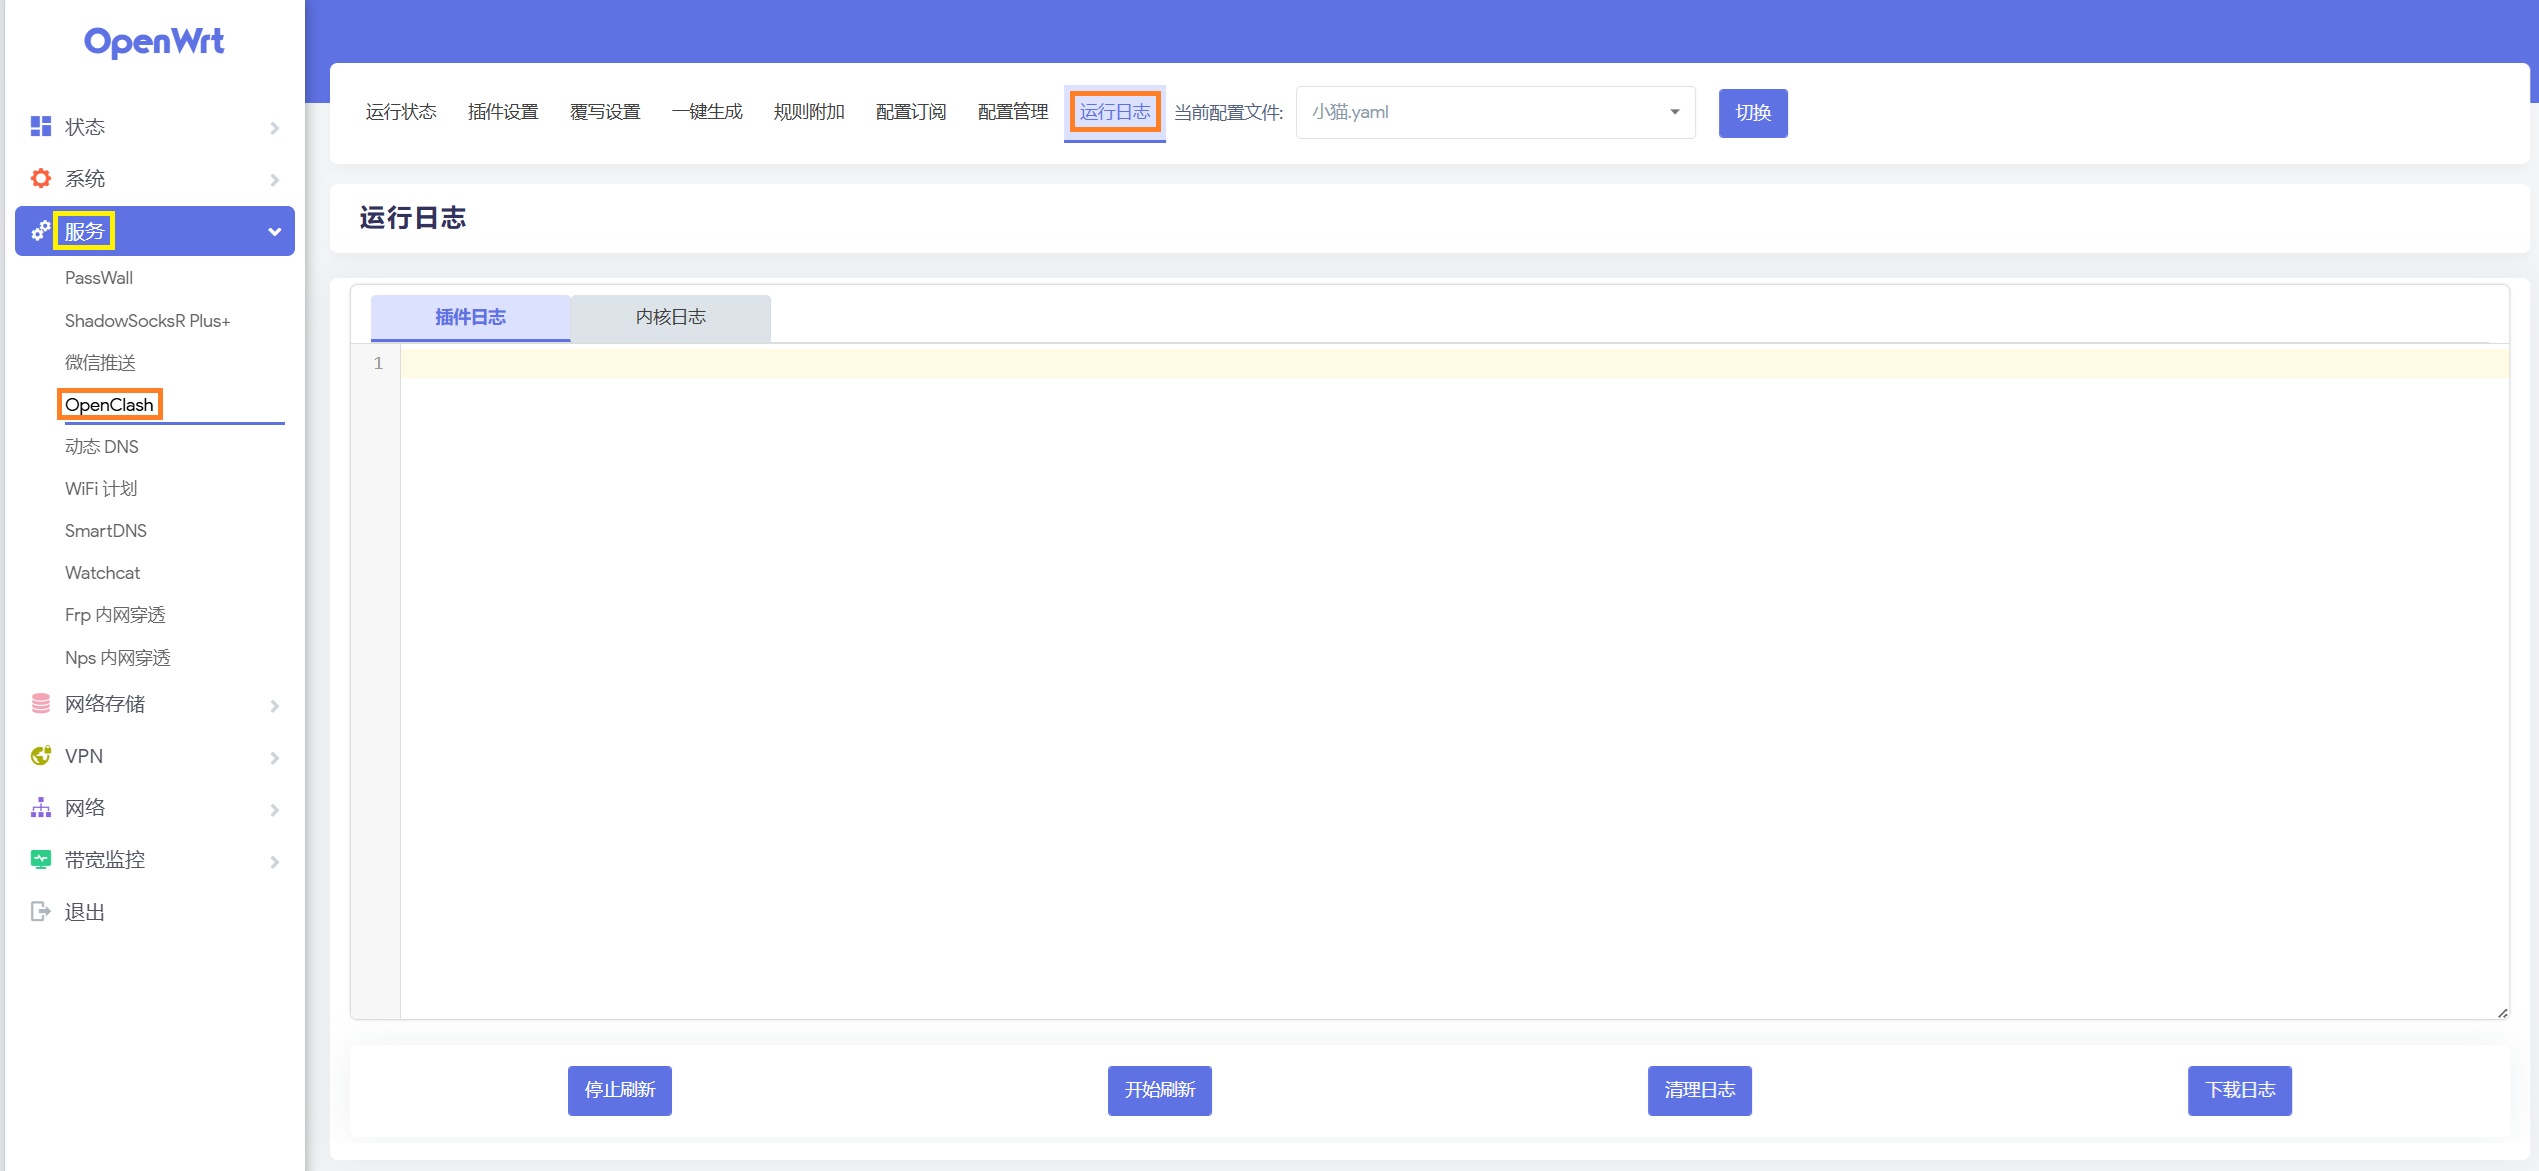 OpenWrt
状态
系统
服务
PassWall
ShadowSocksR Plus+
微信推送
OpenClash
动态 DNS
WiFi 计划
SmartDNS
Watchcat
Frp 内网穿透
Nps 内网穿透
网络存储
VPN
网络
带宽监控
退出
运行状态 插件设置 覆写设置 一键生成 规则附加 配置订阅 配置管理 运行日志 当前配置文件: 小猫.yaml 切换
运行日志
插件日志 内核日志
1
停止刷新 开始刷新 清理日志 下载日志